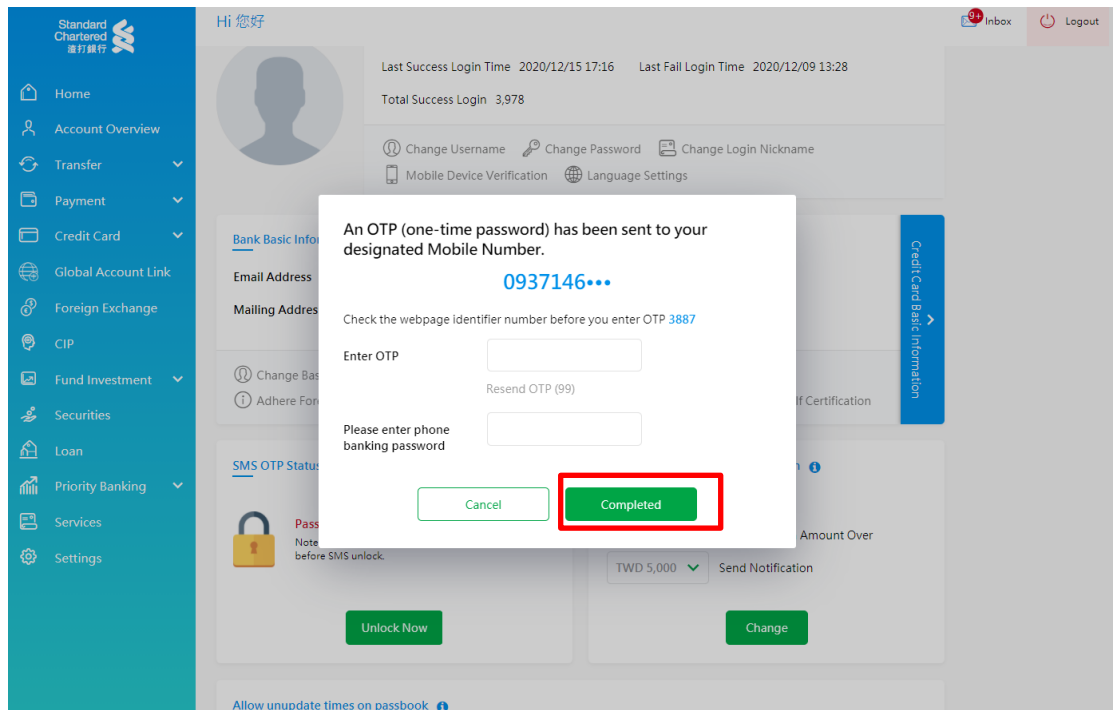 Standard
Chartered
渣打銀行
Hi 您好
9+
Inbox
Logout
Home
Account Overview
Transfer
Payment
Credit Card
Global Account Link
Foreign Exchange
CIP
Fund Investment
Securities
Loan
Priority Banking
Services
Settings
Last Success Login Time 2020/12/15 17:16 Last Fail Login Time 2020/12/09 13:28
Total Success Login 3,978
Change Username Change Password Change Login Nickname
Mobile Device Verification Language Settings
Bank Basic Infor
Email Address
Mailing Addres
Change Bas
Adhere For
lf Certification
Credit Card Basic Information
An OTP (one-time password) has been sent to your
designated Mobile Number.
0937146•••
Check the webpage identifier number before you enter OTP 3887
Enter OTP
Resend OTP (99)
Please enter phone
banking password
Cancel
Completed
SMS OTP Status
Pass
Note
before SMS unlock.
Unlock Now
Amount Over
TWD 5,000 Send Notification
Change
Allow unupdate times on passbook